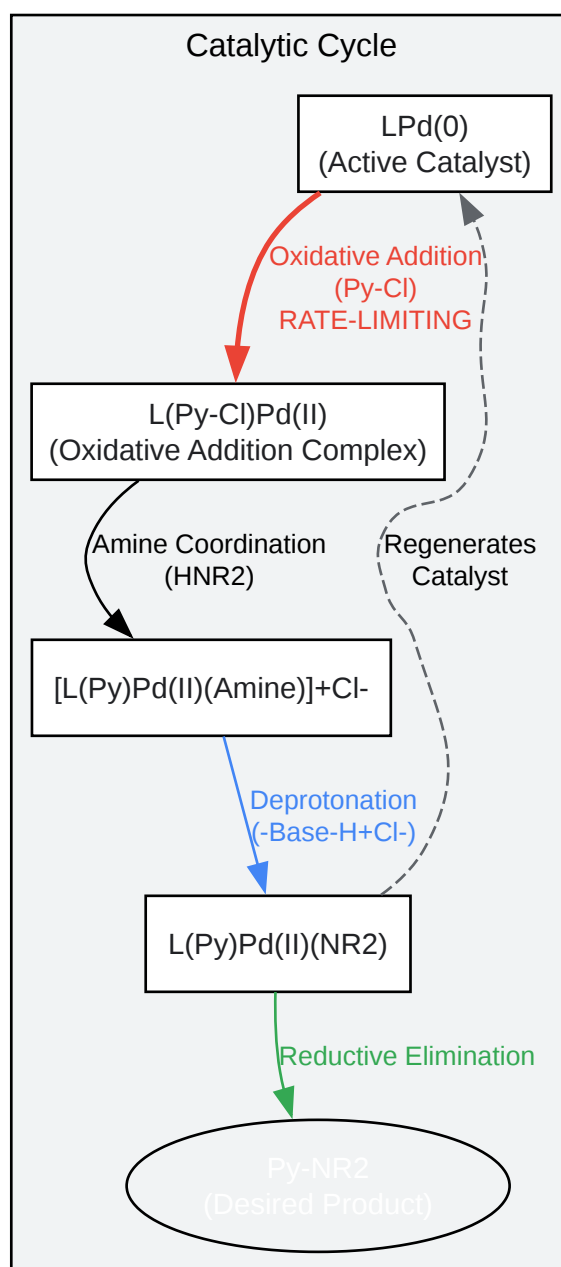 Catalytic Cycle
LPd(0)
(Active Catalyst)
Oxidative Addition
(Py-Cl)
RATE-LIMITING
L(Py-Cl)Pd(II)
(Oxidative Addition Complex)
Amine Coordination
(HNR2)
Regenerates
Catalyst
[L(Py)Pd(II)(Amine)]+Cl-
Deprotonation
(-Base-H+Cl-)
L(Py)Pd(II)(NR2)
Reductive Elimination
Py-NR2
(Desired Product)